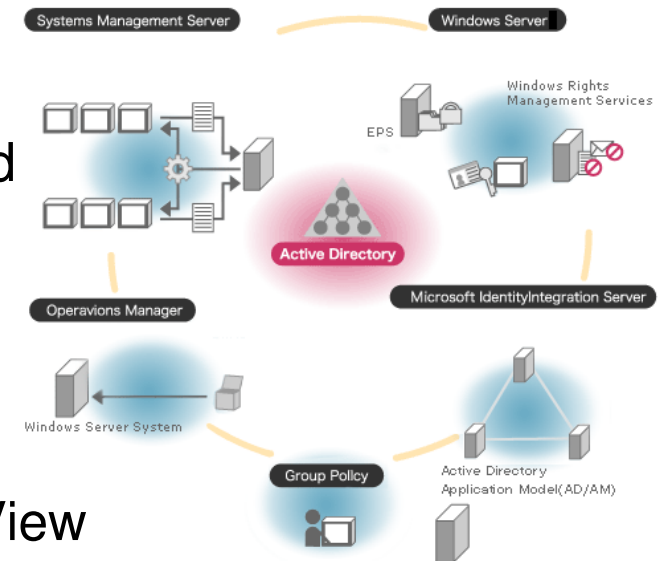 Systems Management Server
Windows Server
Windows Rights
Management Services
EPS
d
Active Directory
Microsoft IdentityIntegration Server
Operavions Manager
Windows Server System
Group Pollcy
Active Directory
Application Model(AD/AM)
View